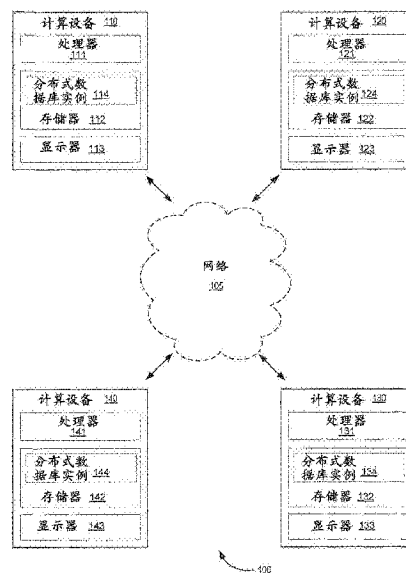 计算设备 110
处理器
111
分布式数
据库实例 114
存储器 112
显示器 113
计算设备 120
处理器
121
分布式数
据库实例 124
存储器 122
显示器 123
网络
105
计算设备 140
处理器
141
分布式数
据库实例 144
存储器 142
显示器 143
计算设备 130
处理器
131
分布式数
据库实例 134
存储器 132
显示器 133
100